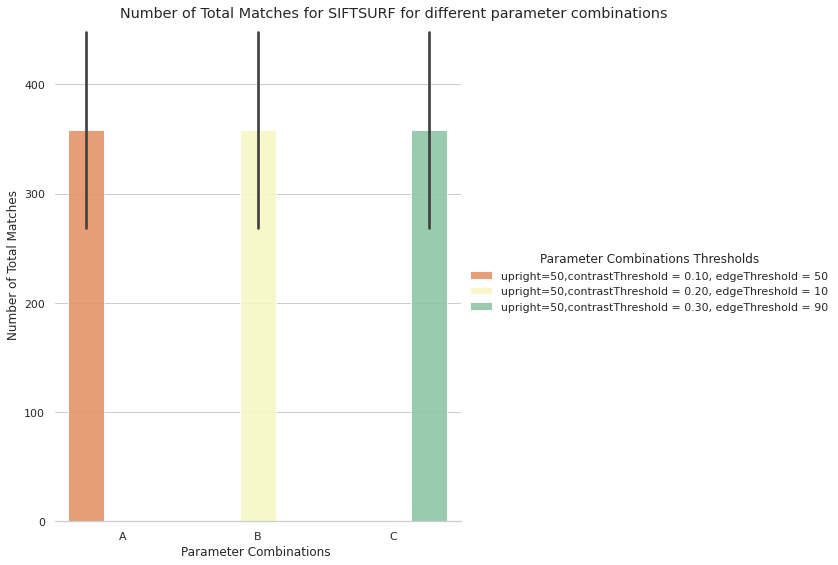 Number of Total Matches for SIFTSURF for different parameter combinations
400
300
200
100
0
Number of Total Matches
A B C
Parameter Combinations
Parameter Combinations Thresholds
upright=50,contrastThreshold = 0.10, edgeThreshold = 50
upright=50,contrastThreshold = 0.20, edgeThreshold = 10
upright=50,contrastThreshold = 0.30, edgeThreshold = 90